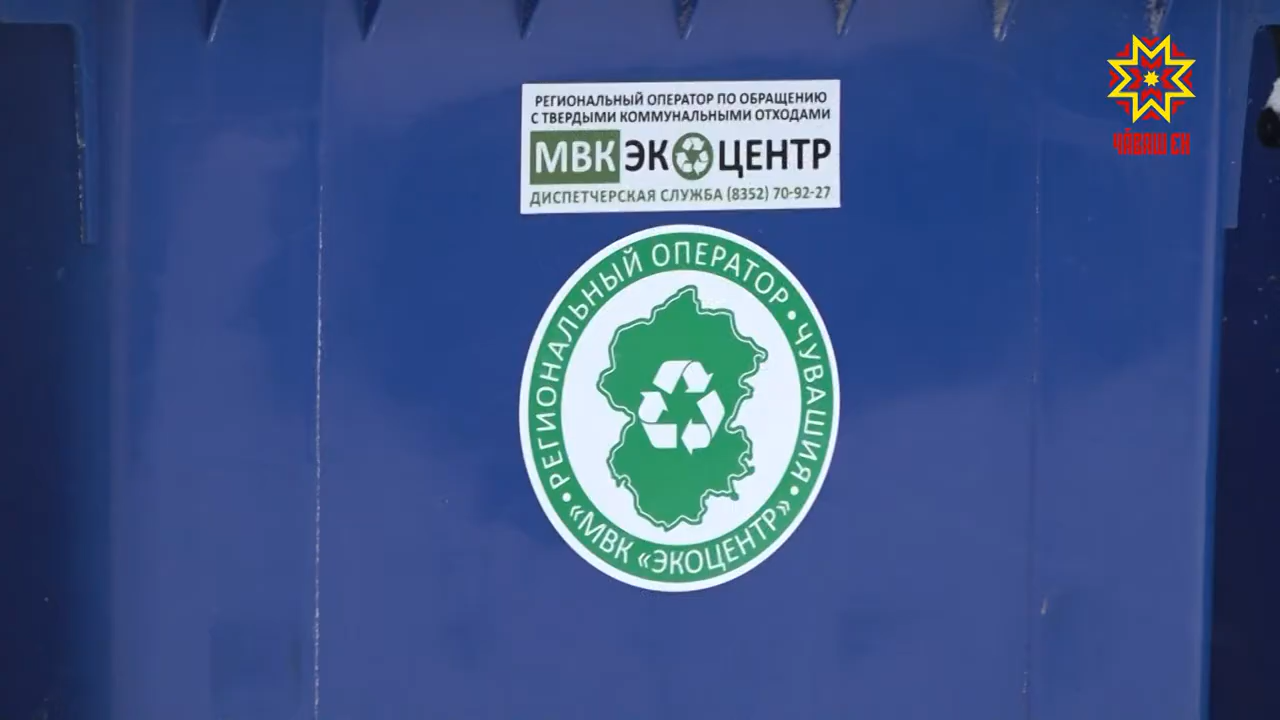 РЕГИОНАЛЬНЫЙ ОПЕРАТОР ПО ОБРАЩЕНИЮ
С ТВЕРДЫМИ КОММУНАЛЬНЫМИ ОТХОДАМИ
МВК ЭКОЦЕНТР
ДИСПЕТЧЕРСКАЯ СЛУЖБА (8352) 70-92-27
• РЕГИОНАЛЬНЫЙ ОПЕРАТОР • ЧУВАШИЯ •
«МВК «ЭКОЦЕНТР»
ЧӐВАШ ЕН